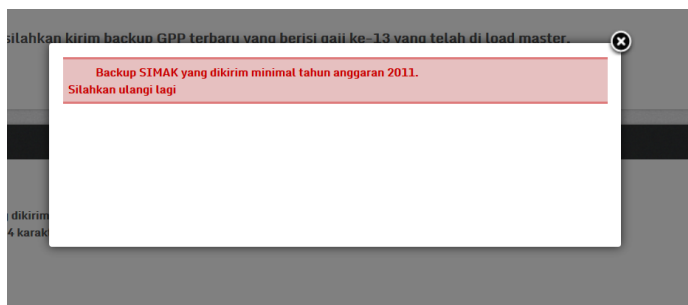 silahkan kirim backup GPP terbaru yang berisi gaji ke-13 yang telah di load master.
Backup SIMAK yang dikirim minimal tahun anggaran 2011.
Silahkan ulangi lagi
dikirim
4 karak